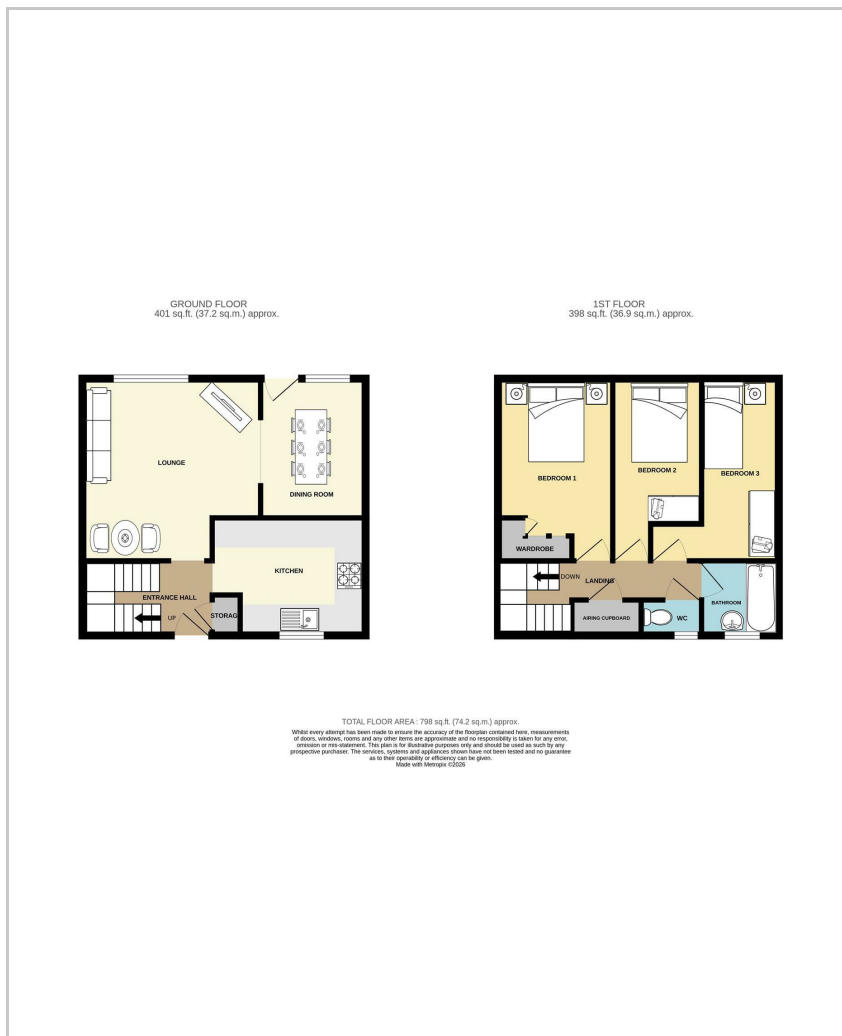 GROUND FLOOR
401 sq.ft. (37.2 sq.m.) approx.
1ST FLOOR
398 sq.ft. (36.9 sq.m.) approx.
LOUNGE
DINING ROOM
KITCHEN
ENTRANCE HALL
STORAG
UP
BEDROOM 1
BEDROOM 2
BEDROOM 3
WARDROBE
DOWN
LANDING
BATHROOM
AIRING CUPBOARD
WC
TOTAL FLOOR AREA : 798 sq.ft. (74.2 sq.m.) approx.
Whilst every attempt has been made to ensure the accuracy of the floorplan contained here, measurements
of doors, windows, rooms and any other items are approximate and no responsibility is taken for any error,
omission or mis-statement. This plan is for illustrative purposes only and should be used as such by any
prospective purchaser. The services, systems and appliances shown have not been tested and no guarantee
as to their operability or efficiency can be given.
Made with Metropix ©2026